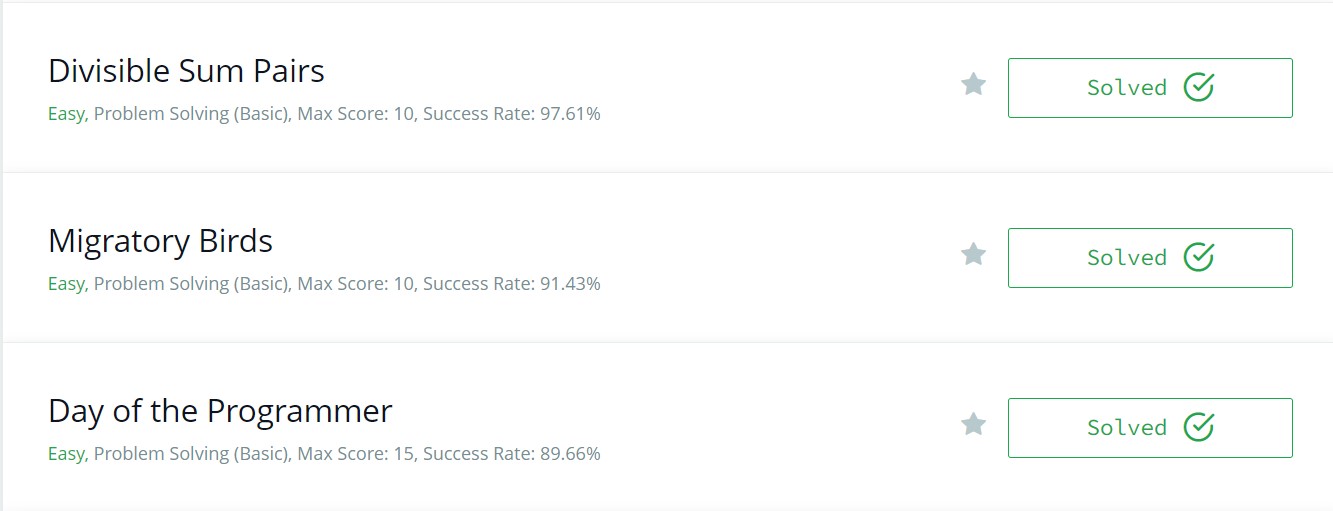 Divisible Sum Pairs
Easy, Problem Solving (Basic), Max Score: 10, Success Rate: 97.61%
Solved
Migratory Birds
Easy, Problem Solving (Basic), Max Score: 10, Success Rate: 91.43%
Solved
Day of the Programmer
Easy, Problem Solving (Basic), Max Score: 15, Success Rate: 89.66%
Solved